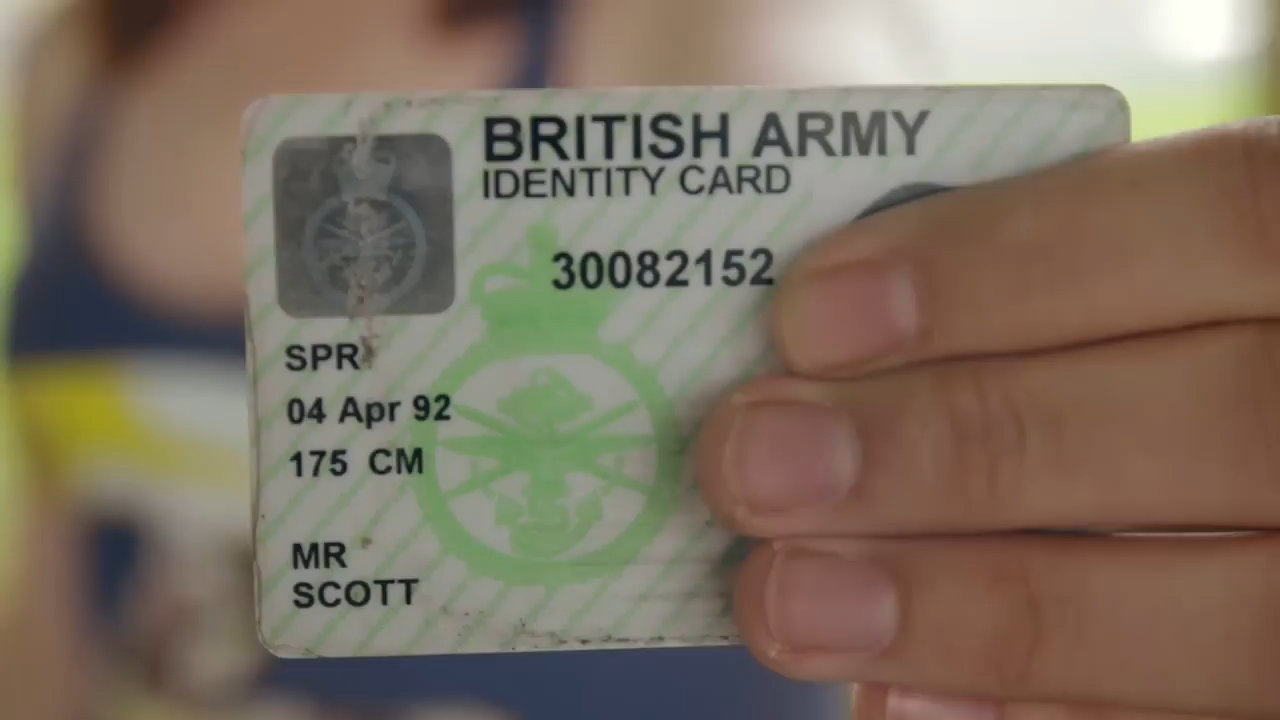 BRITISH ARMY
IDENTITY CARD
30082152
SPR
04 Apr 92
175 CM
MR
SCOTT